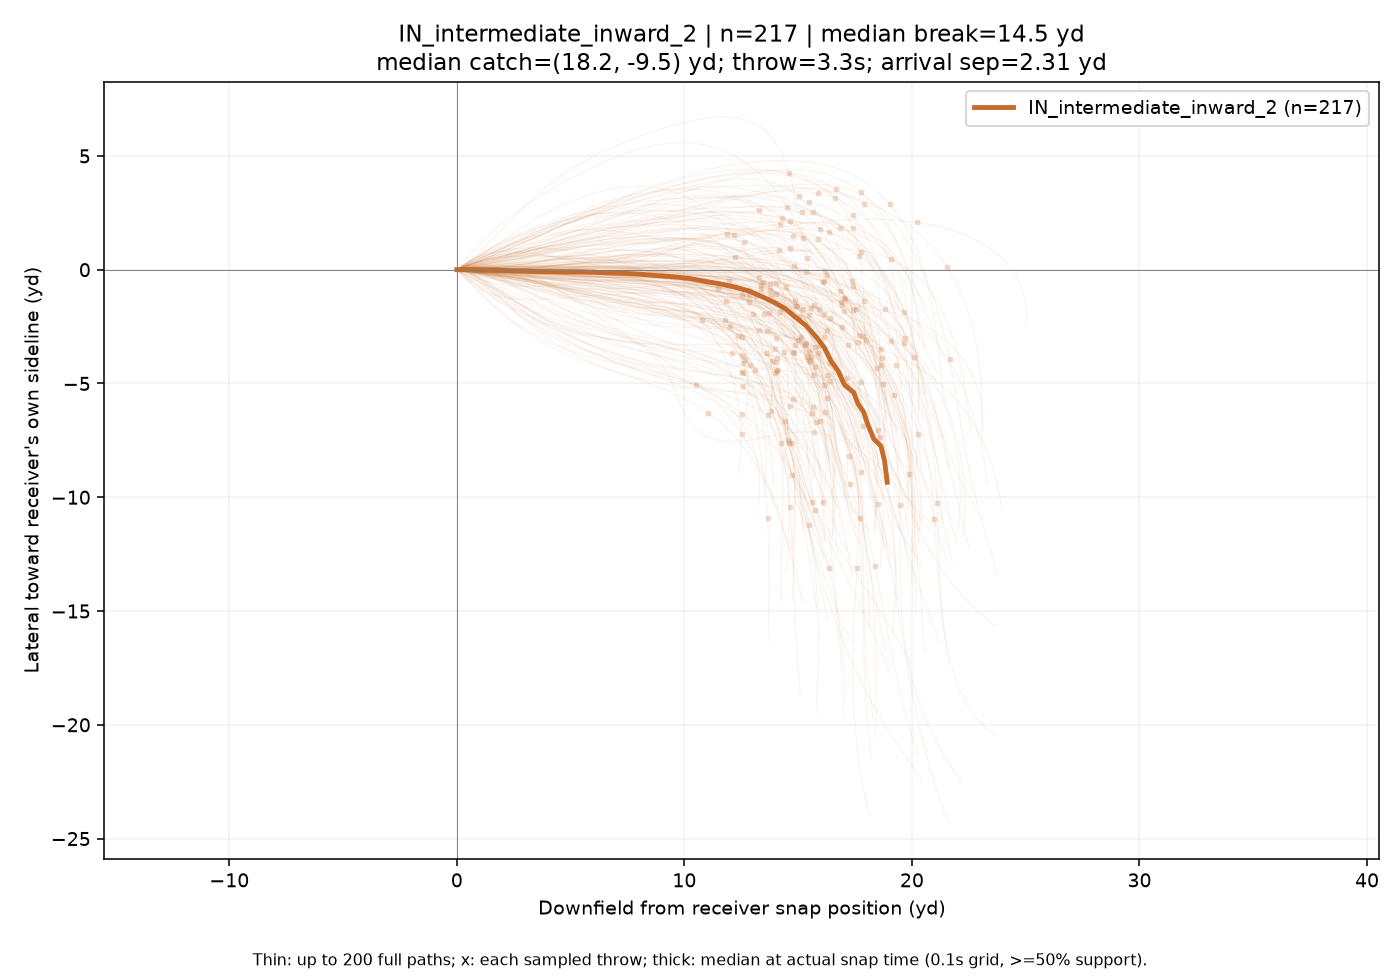 IN_intermediate_inward_2 | n=217 | median break=14.5 yd
median catch=(18.2, -9.5) yd; throw=3.3s; arrival sep=2.31 yd
IN_intermediate_inward_2 (n=217)
Lateral toward receiver's own sideline (yd)
5
0
−5
−10
−15
−20
−25
−10
0
10
20
30
40
Downfield from receiver snap position (yd)
Thin: up to 200 full paths; x: each sampled throw; thick: median at actual snap time (0.1s grid, >=50% support).